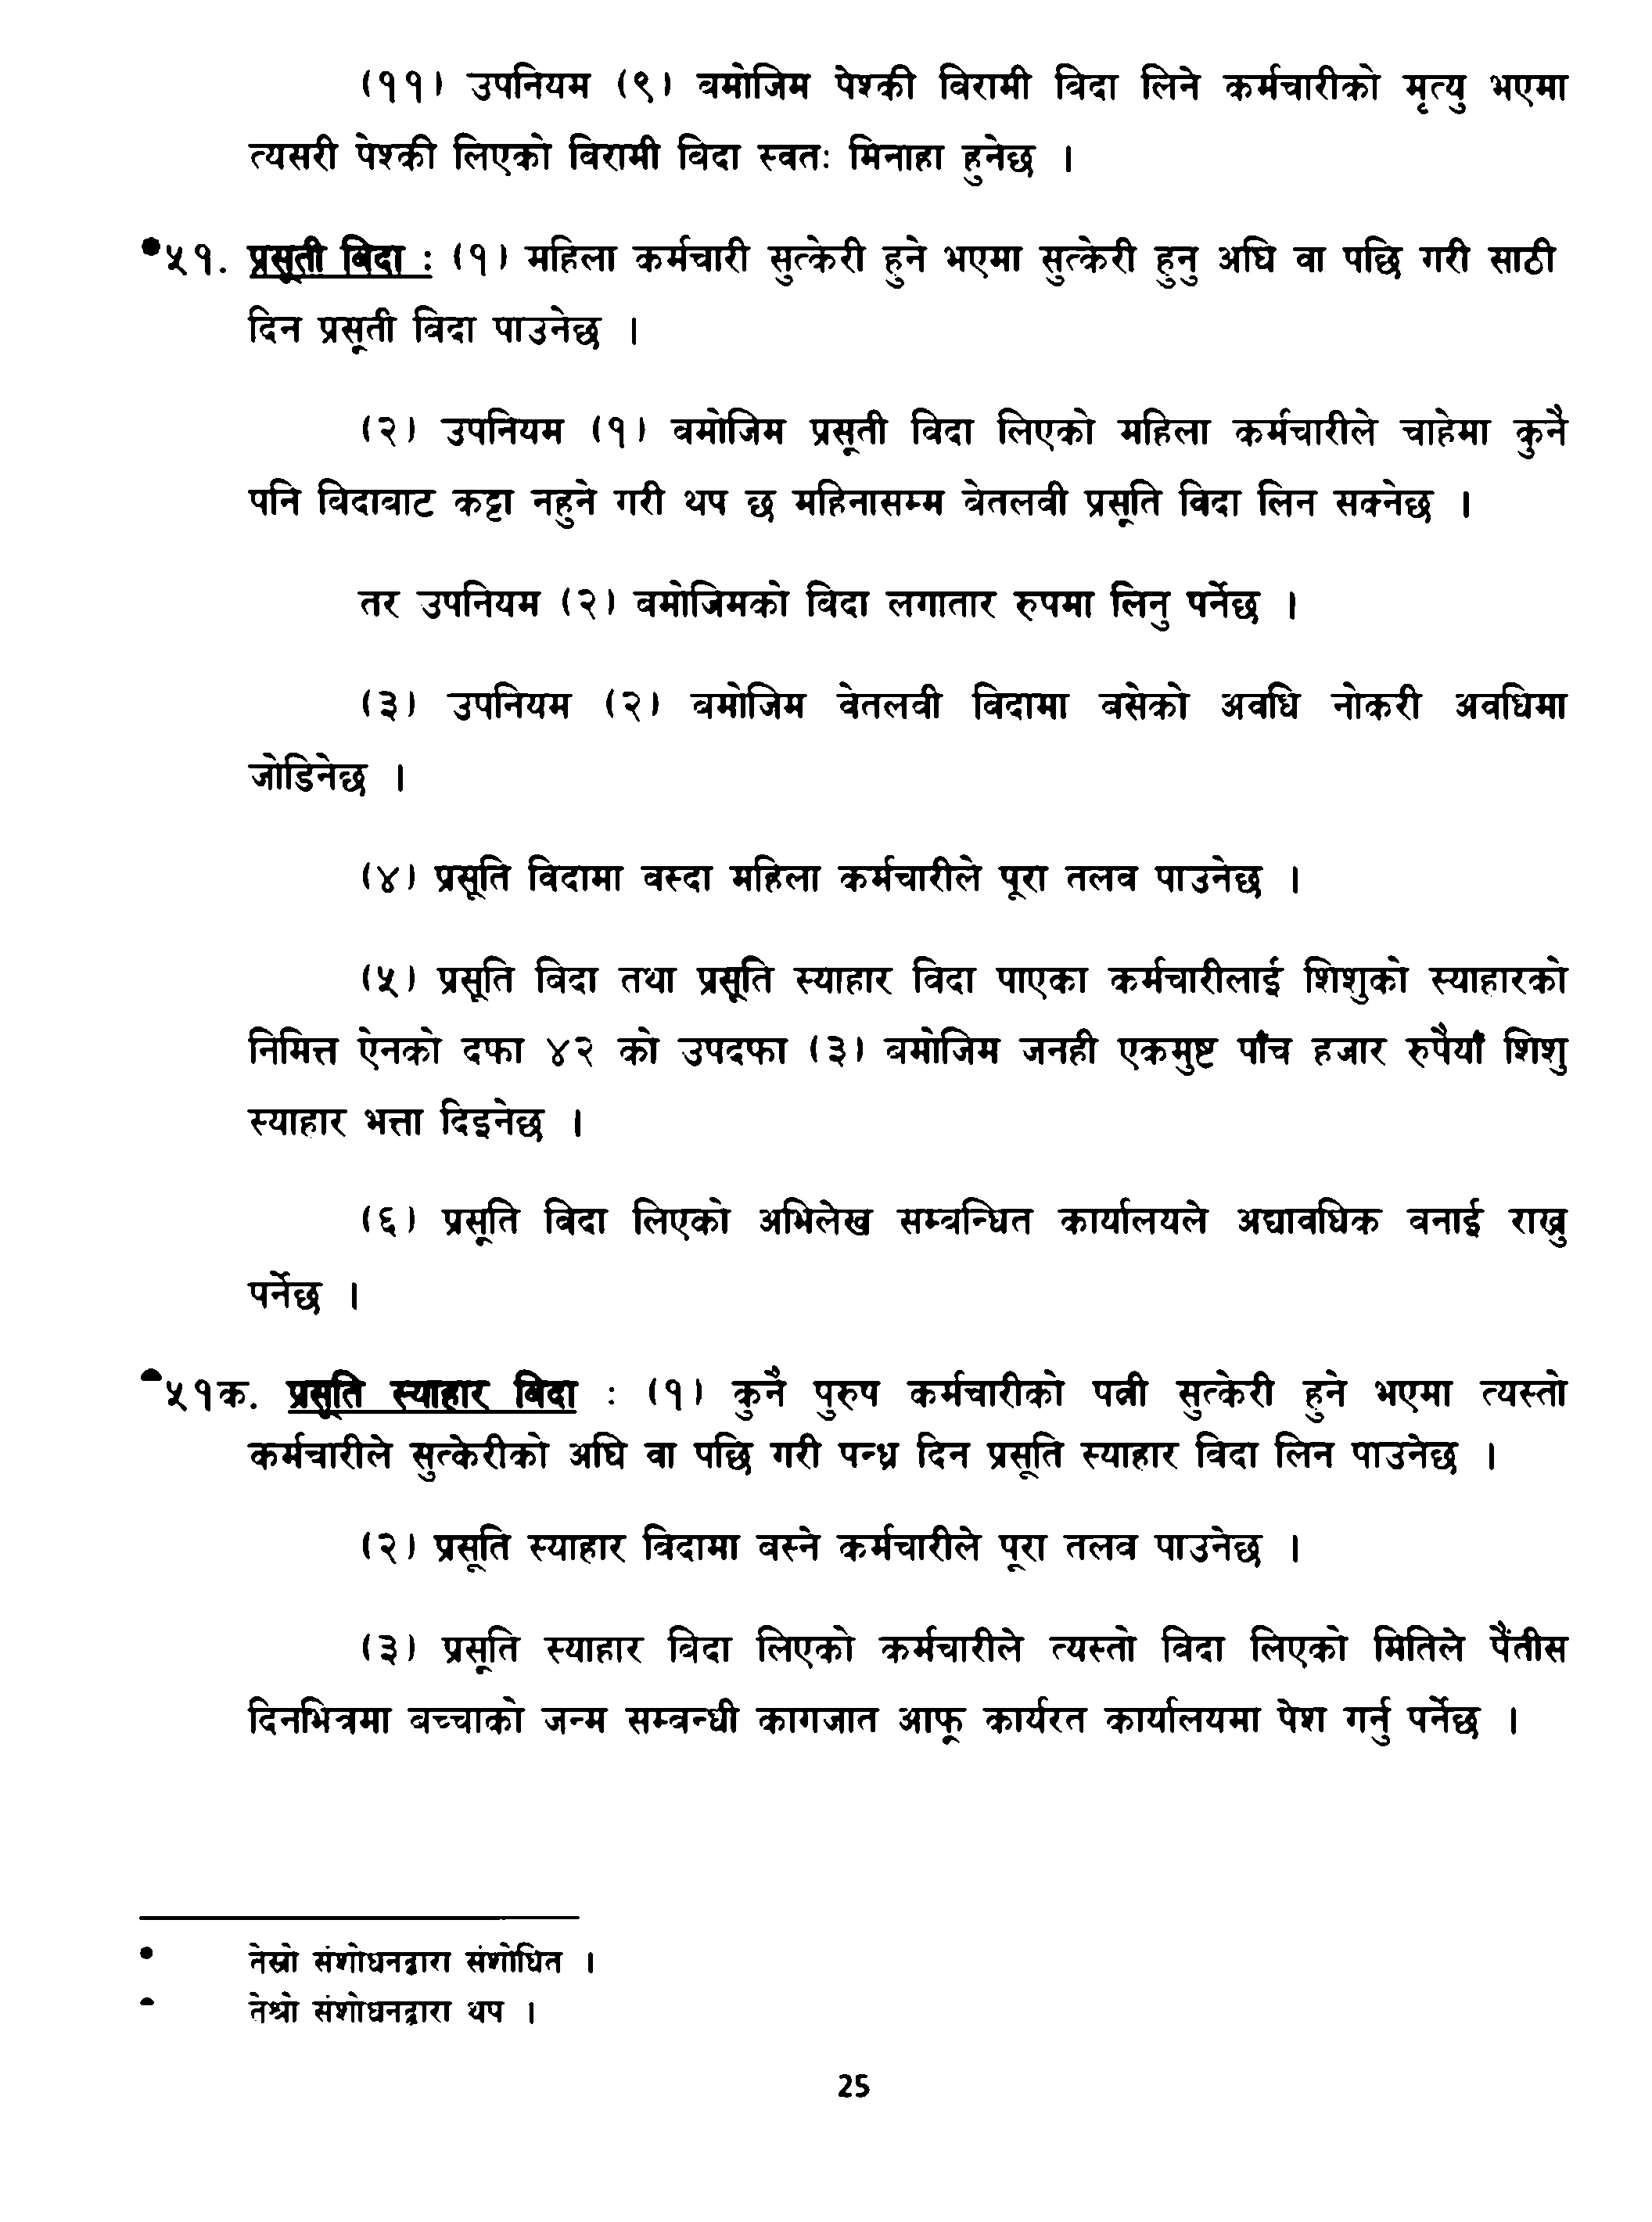 (११) उपनियम (९) बमोजिम पेश्की बिरामी बिदा लिने कर्मचारीको मृत्यु भएमा
त्यसरी पेश्की लिएको बिरामी बिदा स्वतः मिनाहा हुनेछ ।
•५१. प्रसूती बिदा : (१) महिला कर्मचारी सुत्केरी हुने भएमा सुत्केरी हुनु अघि वा पछि गरी साठी
दिन प्रसूती बिदा पाउनेछ ।
(२) उपनियम (१) बमोजिम प्रसूती बिदा लिएको महिला कर्मचारीले चाहेमा कुनै
पनि बिदाबाट कट्टा नहुने गरी थप छ महिनासम्म बेतलबी प्रसूति बिदा लिन सक्नेछ ।
तर उपनियम (२) बमोजिमको बिदा लगातार रुपमा लिनु पर्नेछ ।
(३) उपनियम (२) बमोजिम बेतलबी बिदामा बसेको अवधि नोकरी अवधिमा
जोडिनेछ ।
(४) प्रसूति बिदामा बस्दा महिला कर्मचारीले पूरा तलब पाउनेछ ।
(५) प्रसूति बिदा तथा प्रसूति स्याहार बिदा पाएका कर्मचारीलाई शिशुको स्याहारको
निमित्त ऐनको दफा ४२ को उपदफा (३) बमोजिम जनही एकमुष्ट पाँच हजार रुपैयाँ शिशु
स्याहार भत्ता दिइनेछ ।
(६) प्रसूति बिदा लिएको अभिलेख सम्बन्धित कार्यालयले अद्यावधिक बनाई राख्नु
पर्नेछ ।
५१क. प्रसूति स्याहार बिदा : (१) कुनै पुरुष कर्मचारीको पत्नी सुत्केरी हुने भएमा त्यस्तो
कर्मचारीले सुत्केरीको अघि वा पछि गरी पन्ध्र दिन प्रसूति स्याहार बिदा लिन पाउनेछ ।
(२) प्रसूति स्याहार बिदामा बस्ने कर्मचारीले पूरा तलब पाउनेछ ।
(३) प्रसूति स्याहार बिदा लिएको कर्मचारीले त्यस्तो बिदा लिएको मितिले पैंतीस
दिनभित्रमा बच्चाको जन्म सम्बन्धी कागजात आफू कार्यरत कार्यालयमा पेश गर्नु पर्नेछ ।
• तेस्रो संशोधनद्वारा संशोधित ।
तेश्रो संशोधनद्वारा थप ।
25